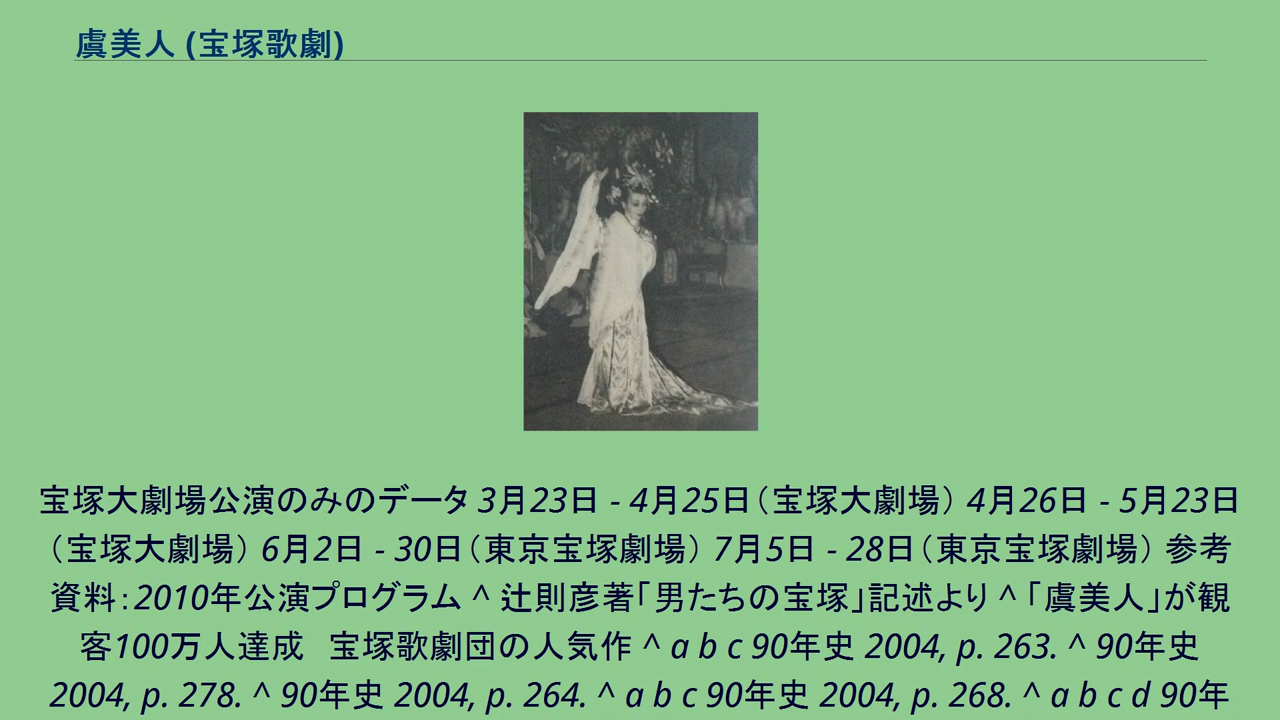 虞美人 (宝塚歌劇)
宝塚大劇場公演のみのデータ 3月23日 - 4月25日（宝塚大劇場） 4月26日 - 5月23日
（宝塚大劇場） 6月2日 - 30日（東京宝塚劇場） 7月5日 - 28日（東京宝塚劇場） 参考
資料：2010年公演プログラム ^ 辻則彦著「男たちの宝塚」記述より ^ 「虞美人」が観
客100万人達成　宝塚歌劇団の人気作 ^ a b c 90年史 2004, p. 263. ^ 90年史
2004, p. 278. ^ 90年史 2004, p. 264. ^ a b c 90年史 2004, p. 268. ^ a b c d 90年